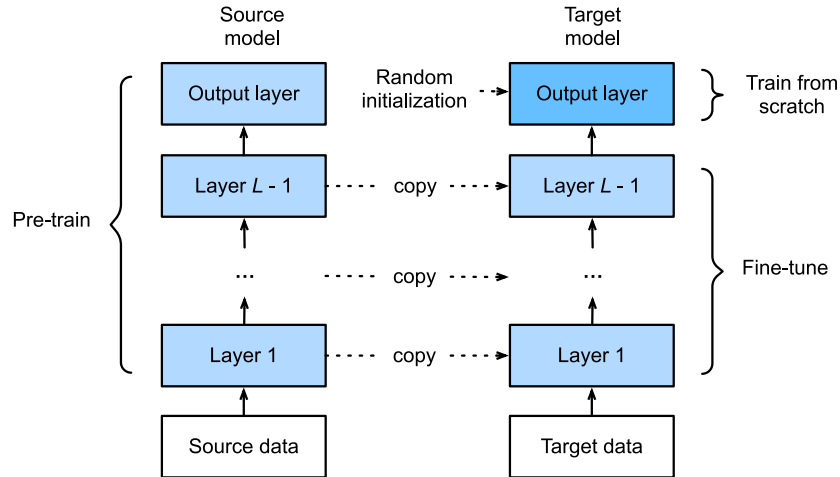 Source
model
Target
model
Output layer
Random
initialization
Output layer
Train from
scratch
Layer L - 1
copy
Layer L - 1
Pre-train
...
copy
...
Fine-tune
Layer 1
copy
Layer 1
Source data
Target data